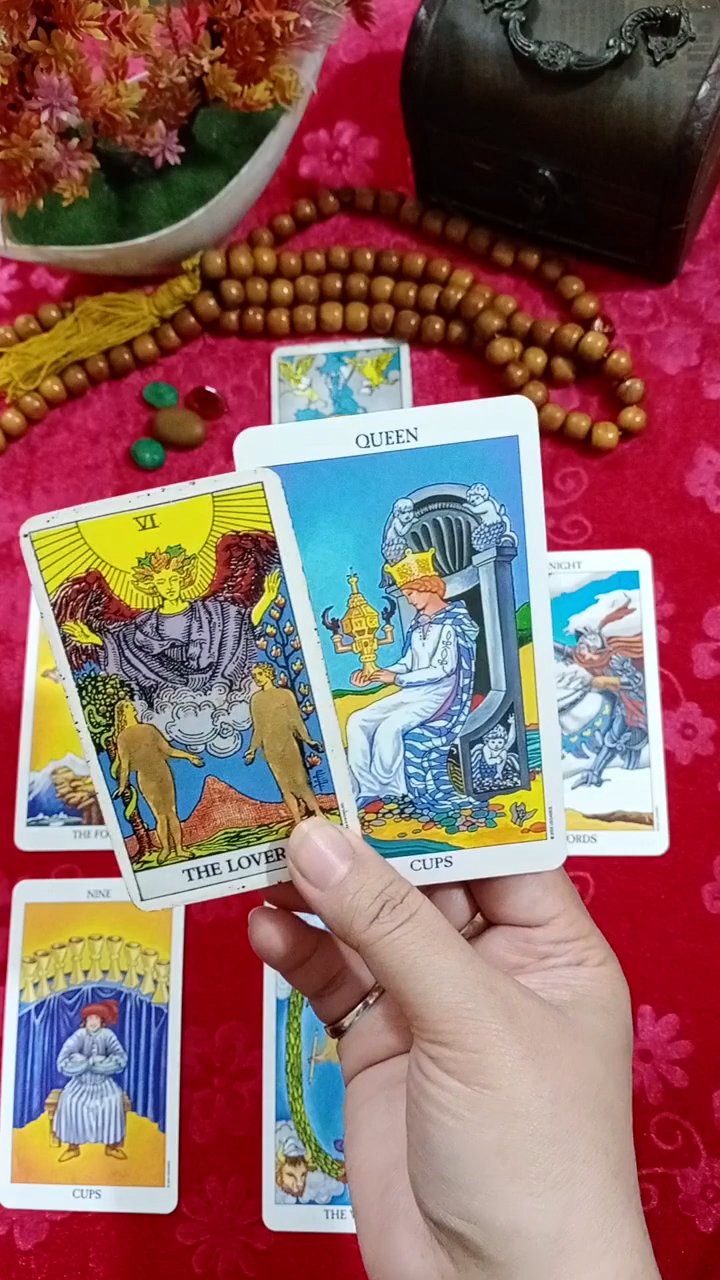 QUEEN
VI
NIGHT
THE LOVER
CUPS
THE FO
ORDS
NINE
CUPS
THE